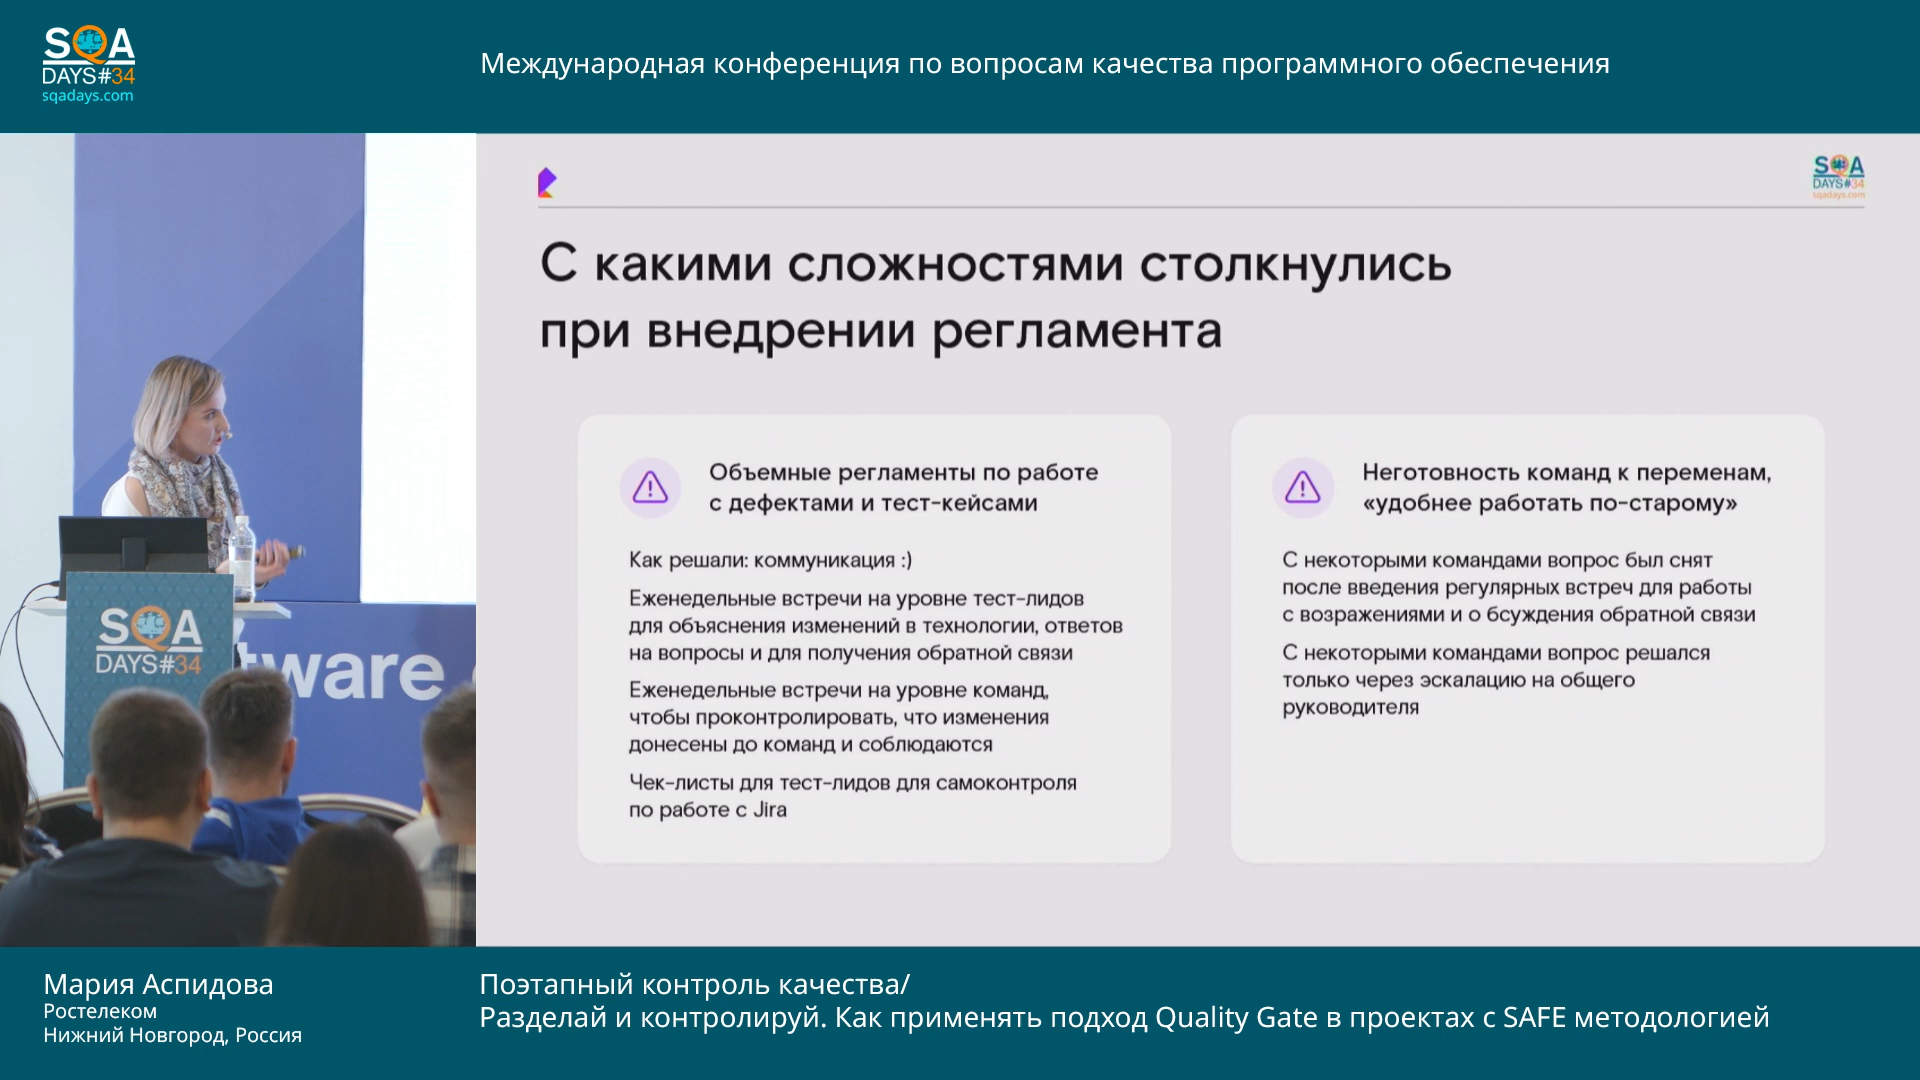 SQA
DAYS#34
sqadays.com
Международная конференция по вопросам качества программного обеспечения
SQA
DAYS#34
sqadays.com
С какими сложностями столкнулись
при внедрении регламента
Объемные регламенты по работе
с дефектами и тест-кейсами
Как решали: коммуникация :)
Еженедельные встречи на уровне тест-лидов
для объяснения изменений в технологии, ответов
на вопросы и для получения обратной связи
Еженедельные встречи на уровне команд,
чтобы проконтролировать, что изменения
донесены до команд и соблюдаются
Чек-листы для тест-лидов для самоконтроля
по работе с Jira
Неготовность команд к переменам,
«удобнее работать по-старому»
С некоторыми командами вопрос был снят
после введения регулярных встреч для работы
с возражениями и о бсуждения обратной связи
С некоторыми командами вопрос решался
только через эскалацию на общего
руководителя
SQA
DAYS#34
tware
Мария Аспидова
Ростелеком
Нижний Новгород, Россия
Поэтапный контроль качества/
Разделай и контролируй. Как применять подход Quality Gate в проектах с SAFE методологией